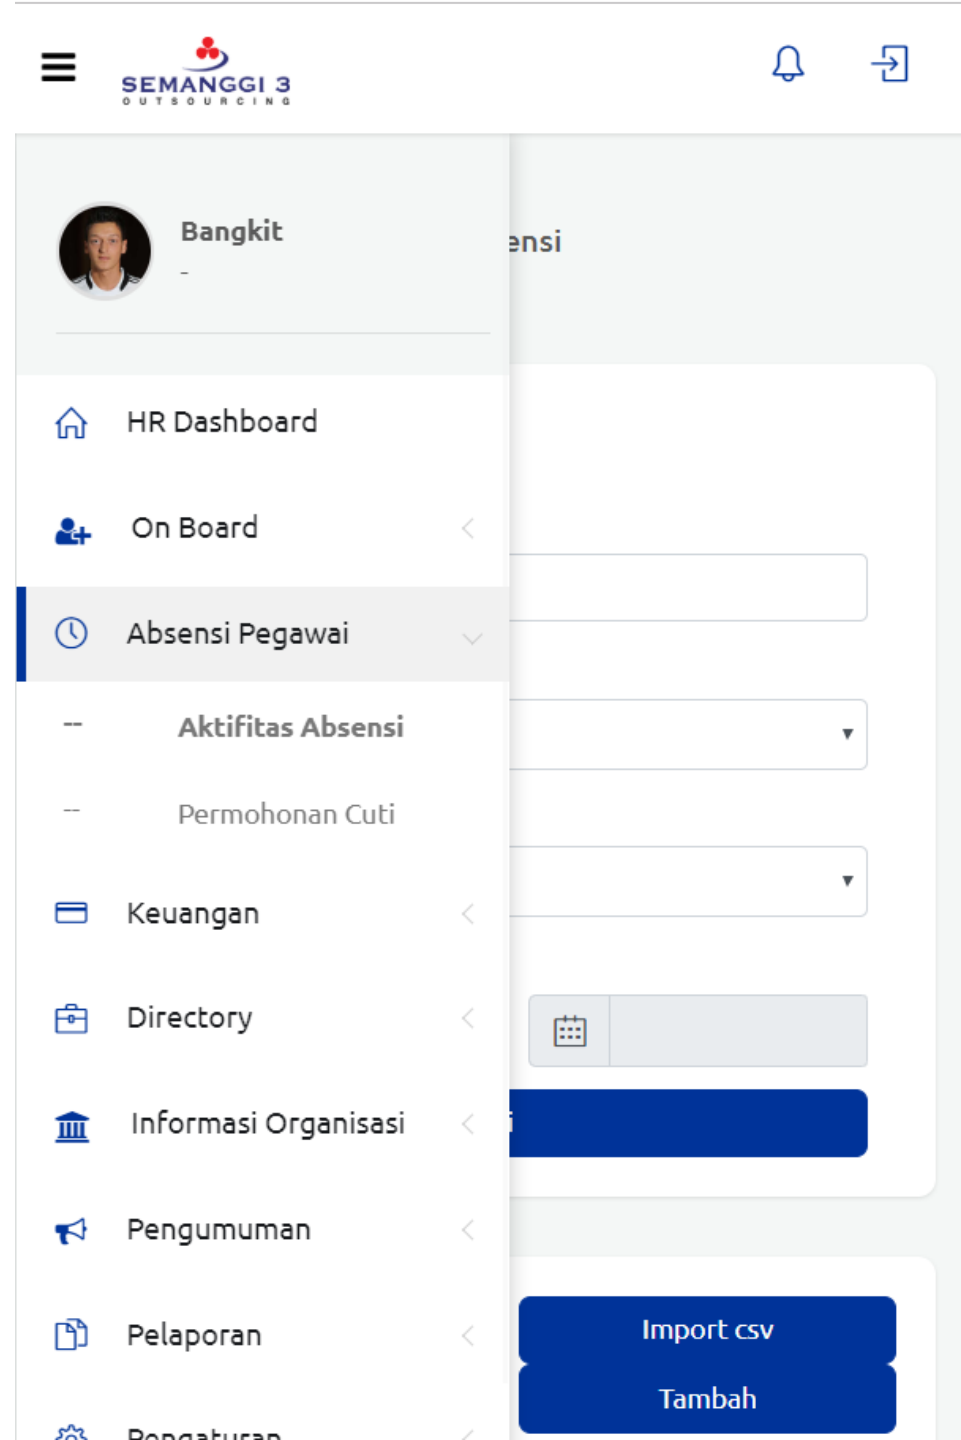 SEMANGGI 3
OUTSOURCING
Bangkit
-
ensi
HR Dashboard
On Board
Absensi Pegawai
-- Aktifitas Absensi
-- Permohonan Cuti
Keuangan
Directory
Informasi Organisasi
i
Pengumuman
Pelaporan
Import csv
Tambah
Pengaturan